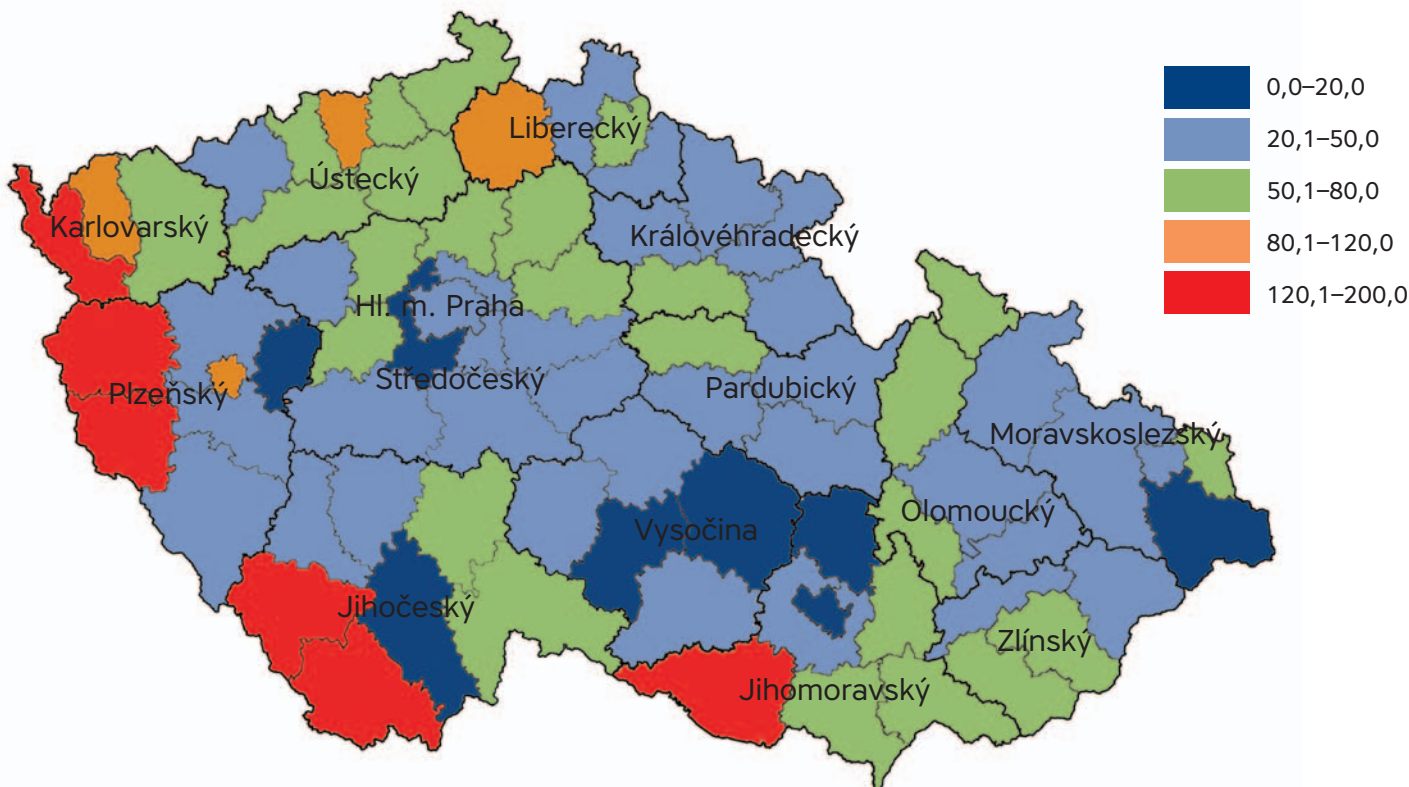 0,0–20,0
20,1–50,0
50,1–80,0
80,1–120,0
120,1–200,0
Liberecký
Ústecký
Karlovarský
Královéhradecký
Hl. m. Praha
Středočeský
Plzeňský
Pardubický
Moravskoslezský
Olomoucký
Vysočina
Jihočeský
Zlínský
Jihomoravský